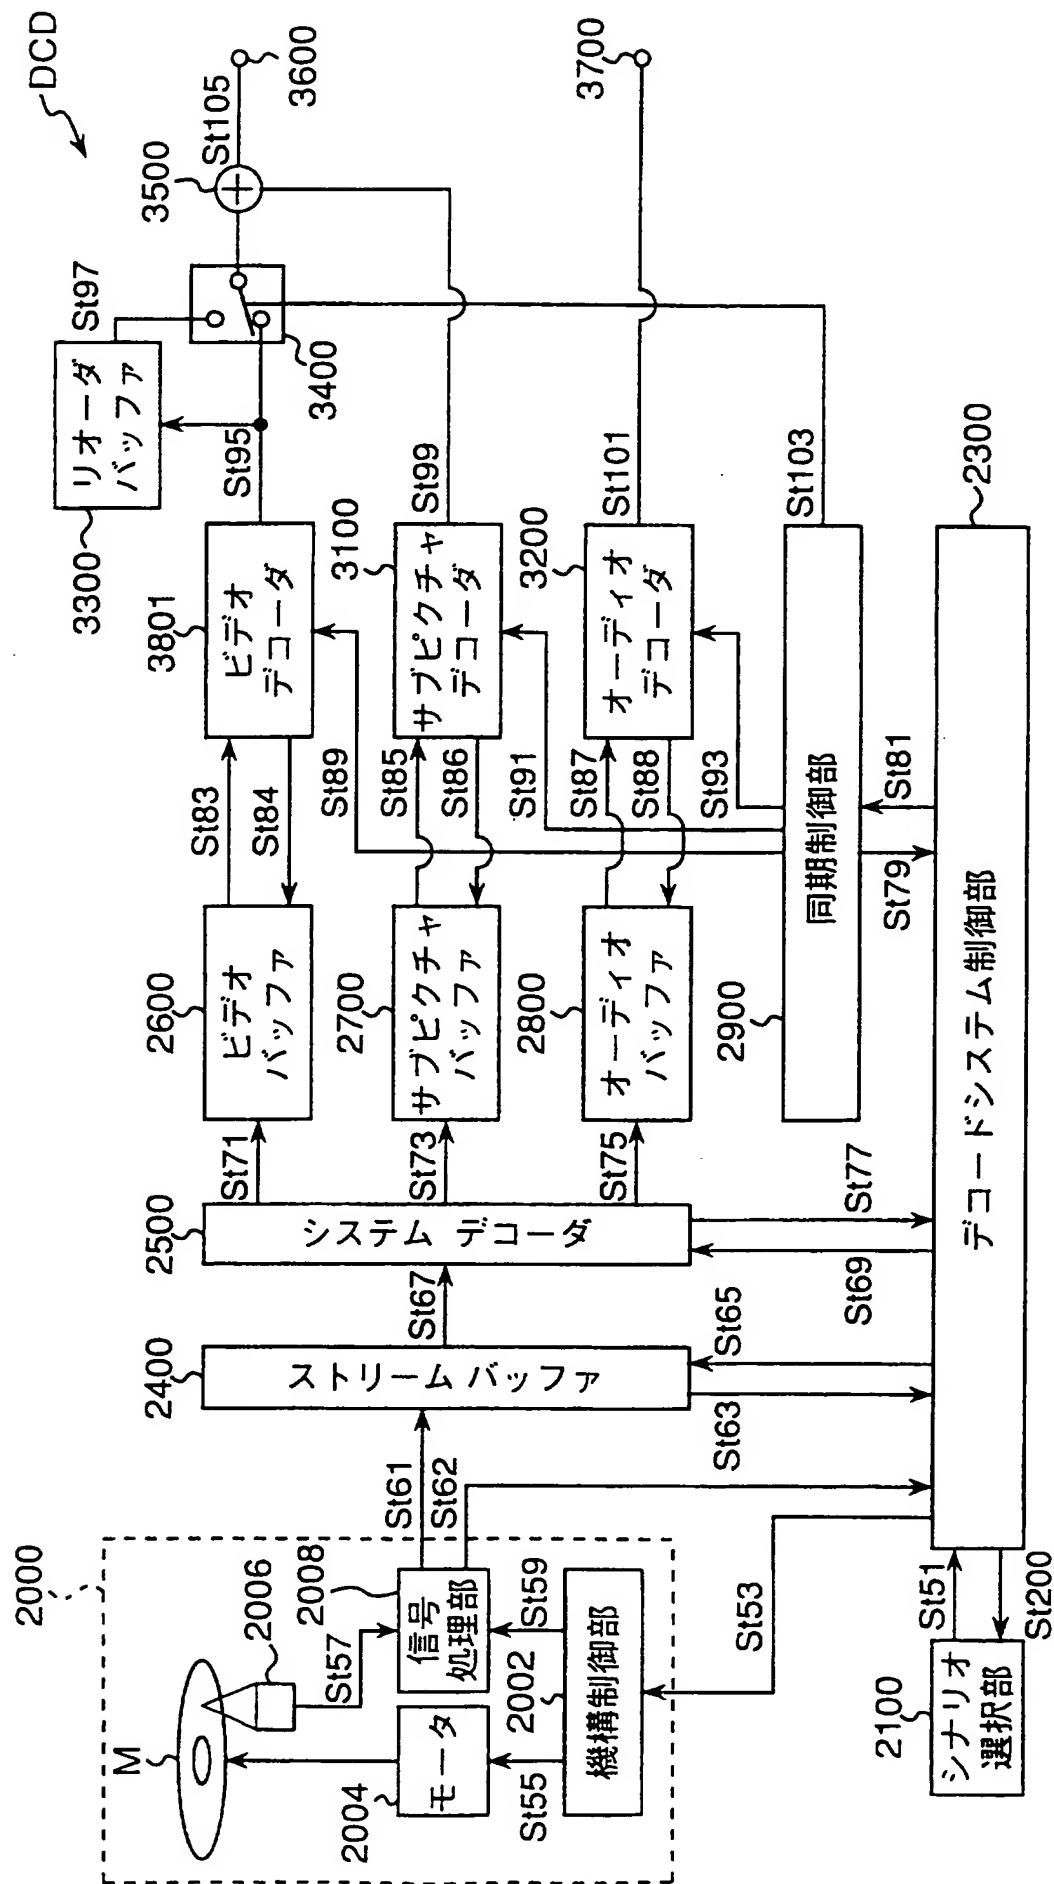 DCD
2000
M
2006
St57
2008
信号
処理部
St61
St62
2004
モータ
2002
St59
St55
機構制御部
St53
2400
ストリームバッファ
St67
St63
St65
2500
システム デコーダ
St71
St73
St75
St69
St77
2600
ビデオ
バッファ
2700
サブピクチャ
バッファ
2800
オーディオ
バッファ
St83
St84
St89
St85
St86
St91
St87
St88
St93
3801
ビデオ
デコーダ
3100
サブピクチャ
デコーダ
3200
オーディオ
デコーダ
3300
リオーダ
バッファ
St95
St97
St99
St101
St103
3400
3500
St105
3600
3700
2900
同期制御部
St79
St81
2300
デコードシステム制御部
2100
シナリオ
選択部
St51
St200